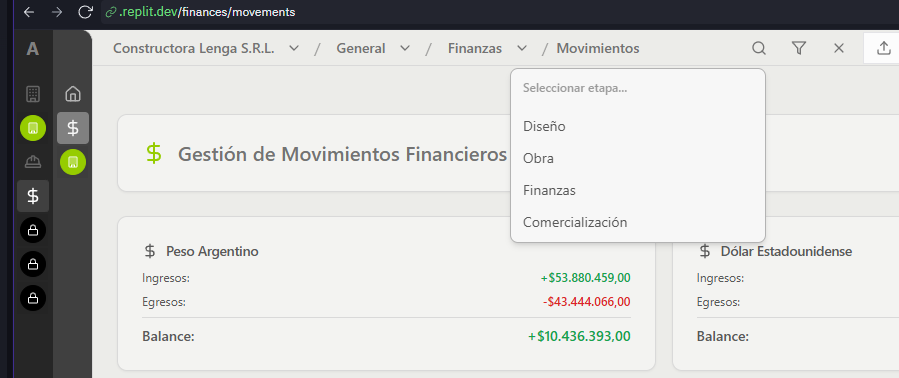 .replit.dev/finances/movements
A
Constructora Lenga S.R.L. / General / Finanzas / Movimientos
Seleccionar etapa...
Diseño
Obra
Finanzas
Comercialización
$ Gestión de Movimientos Financieros
$ Peso Argentino
Ingresos: +$53.880.459,00
Egresos: -$43.444.066,00
Balance: +$10.436.393,00
$ Dólar Estadounidense
Ingresos:
Egresos:
Balance: